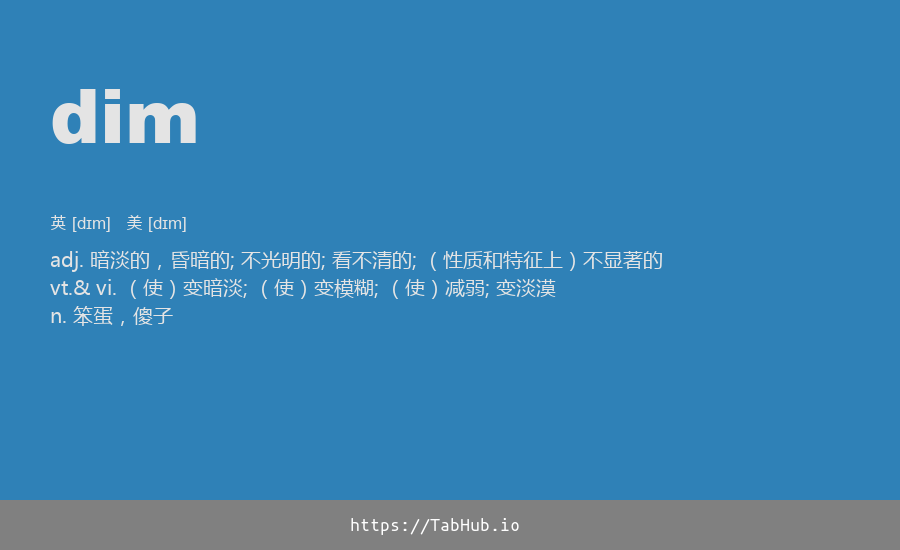 dim
英 [dɪm] 美 [dɪm]
adj. 暗淡的，昏暗的; 不光明的; 看不清的; （性质和特征上）不显著的
vt.& vi. （使）变暗淡; （使）变模糊; （使）减弱; 变淡漠
n. 笨蛋，傻子
https://TabHub.io